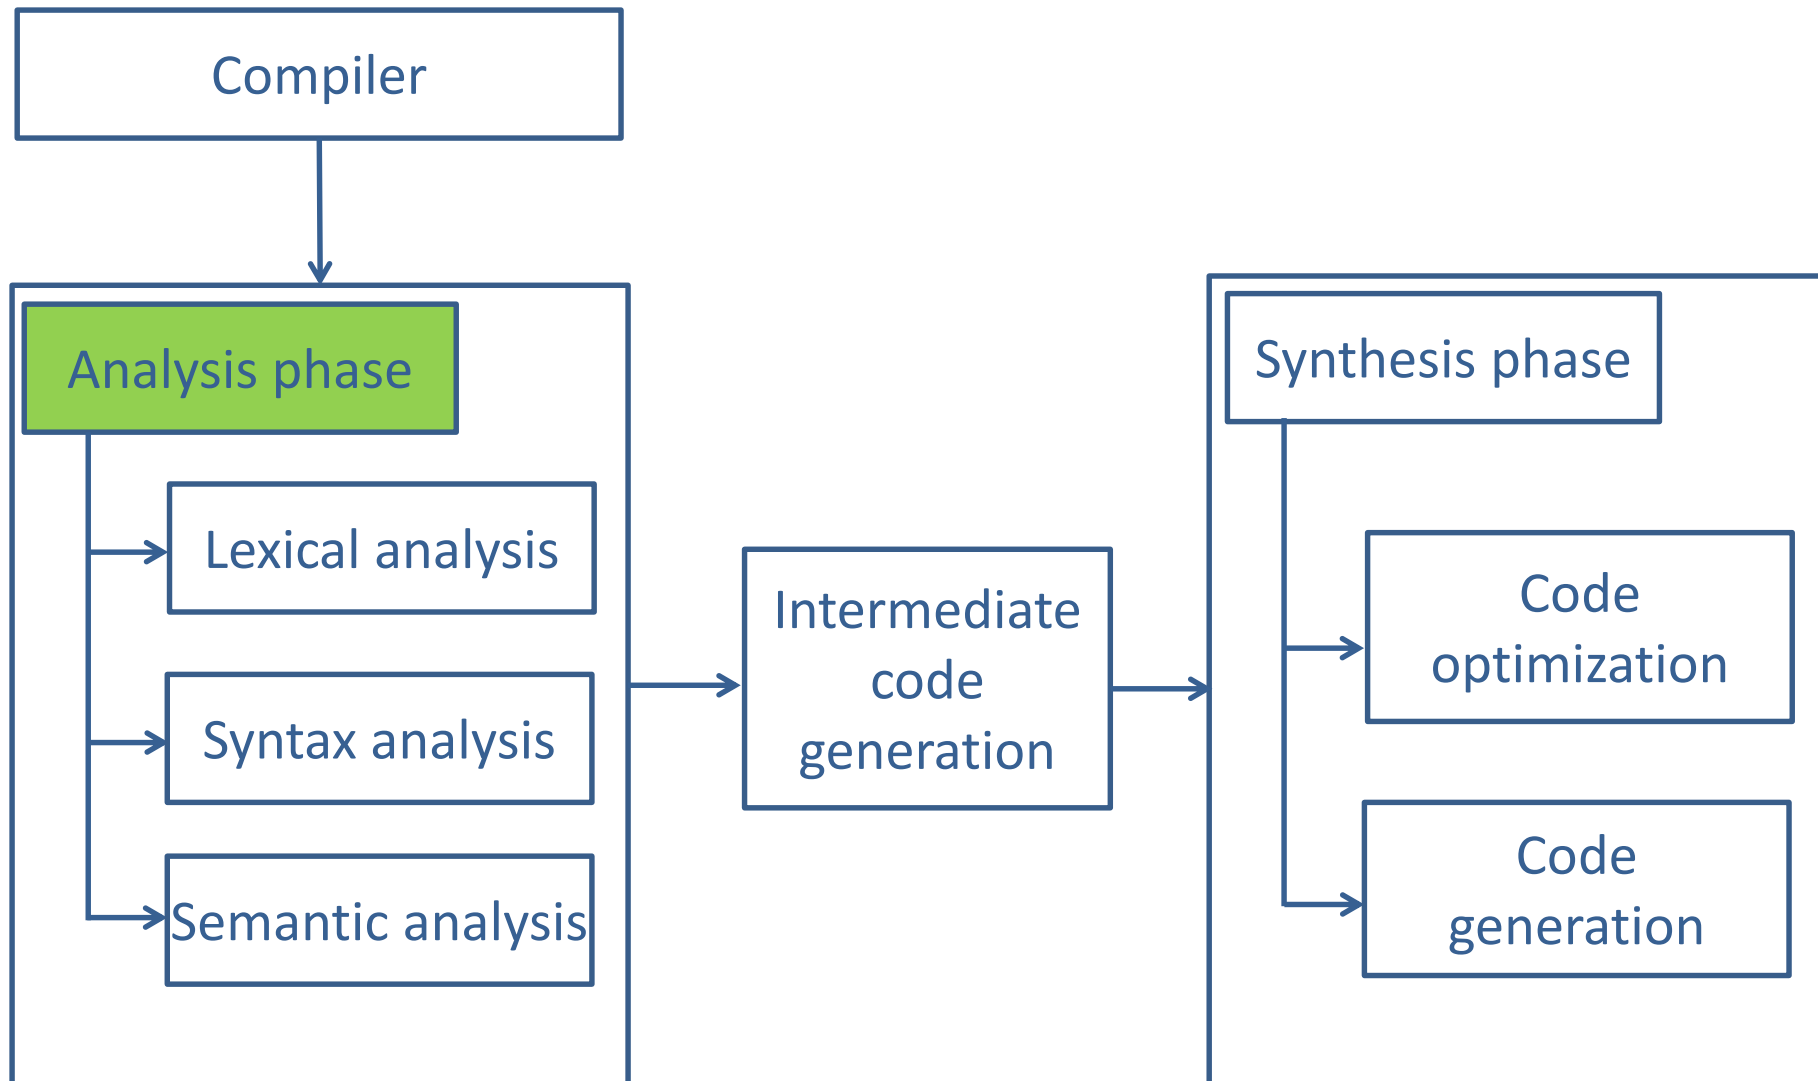 Compiler
Analysis phase
Lexical analysis
Syntax analysis
Semantic analysis
Intermediate
code
generation
Synthesis phase
Code
optimization
Code
generation